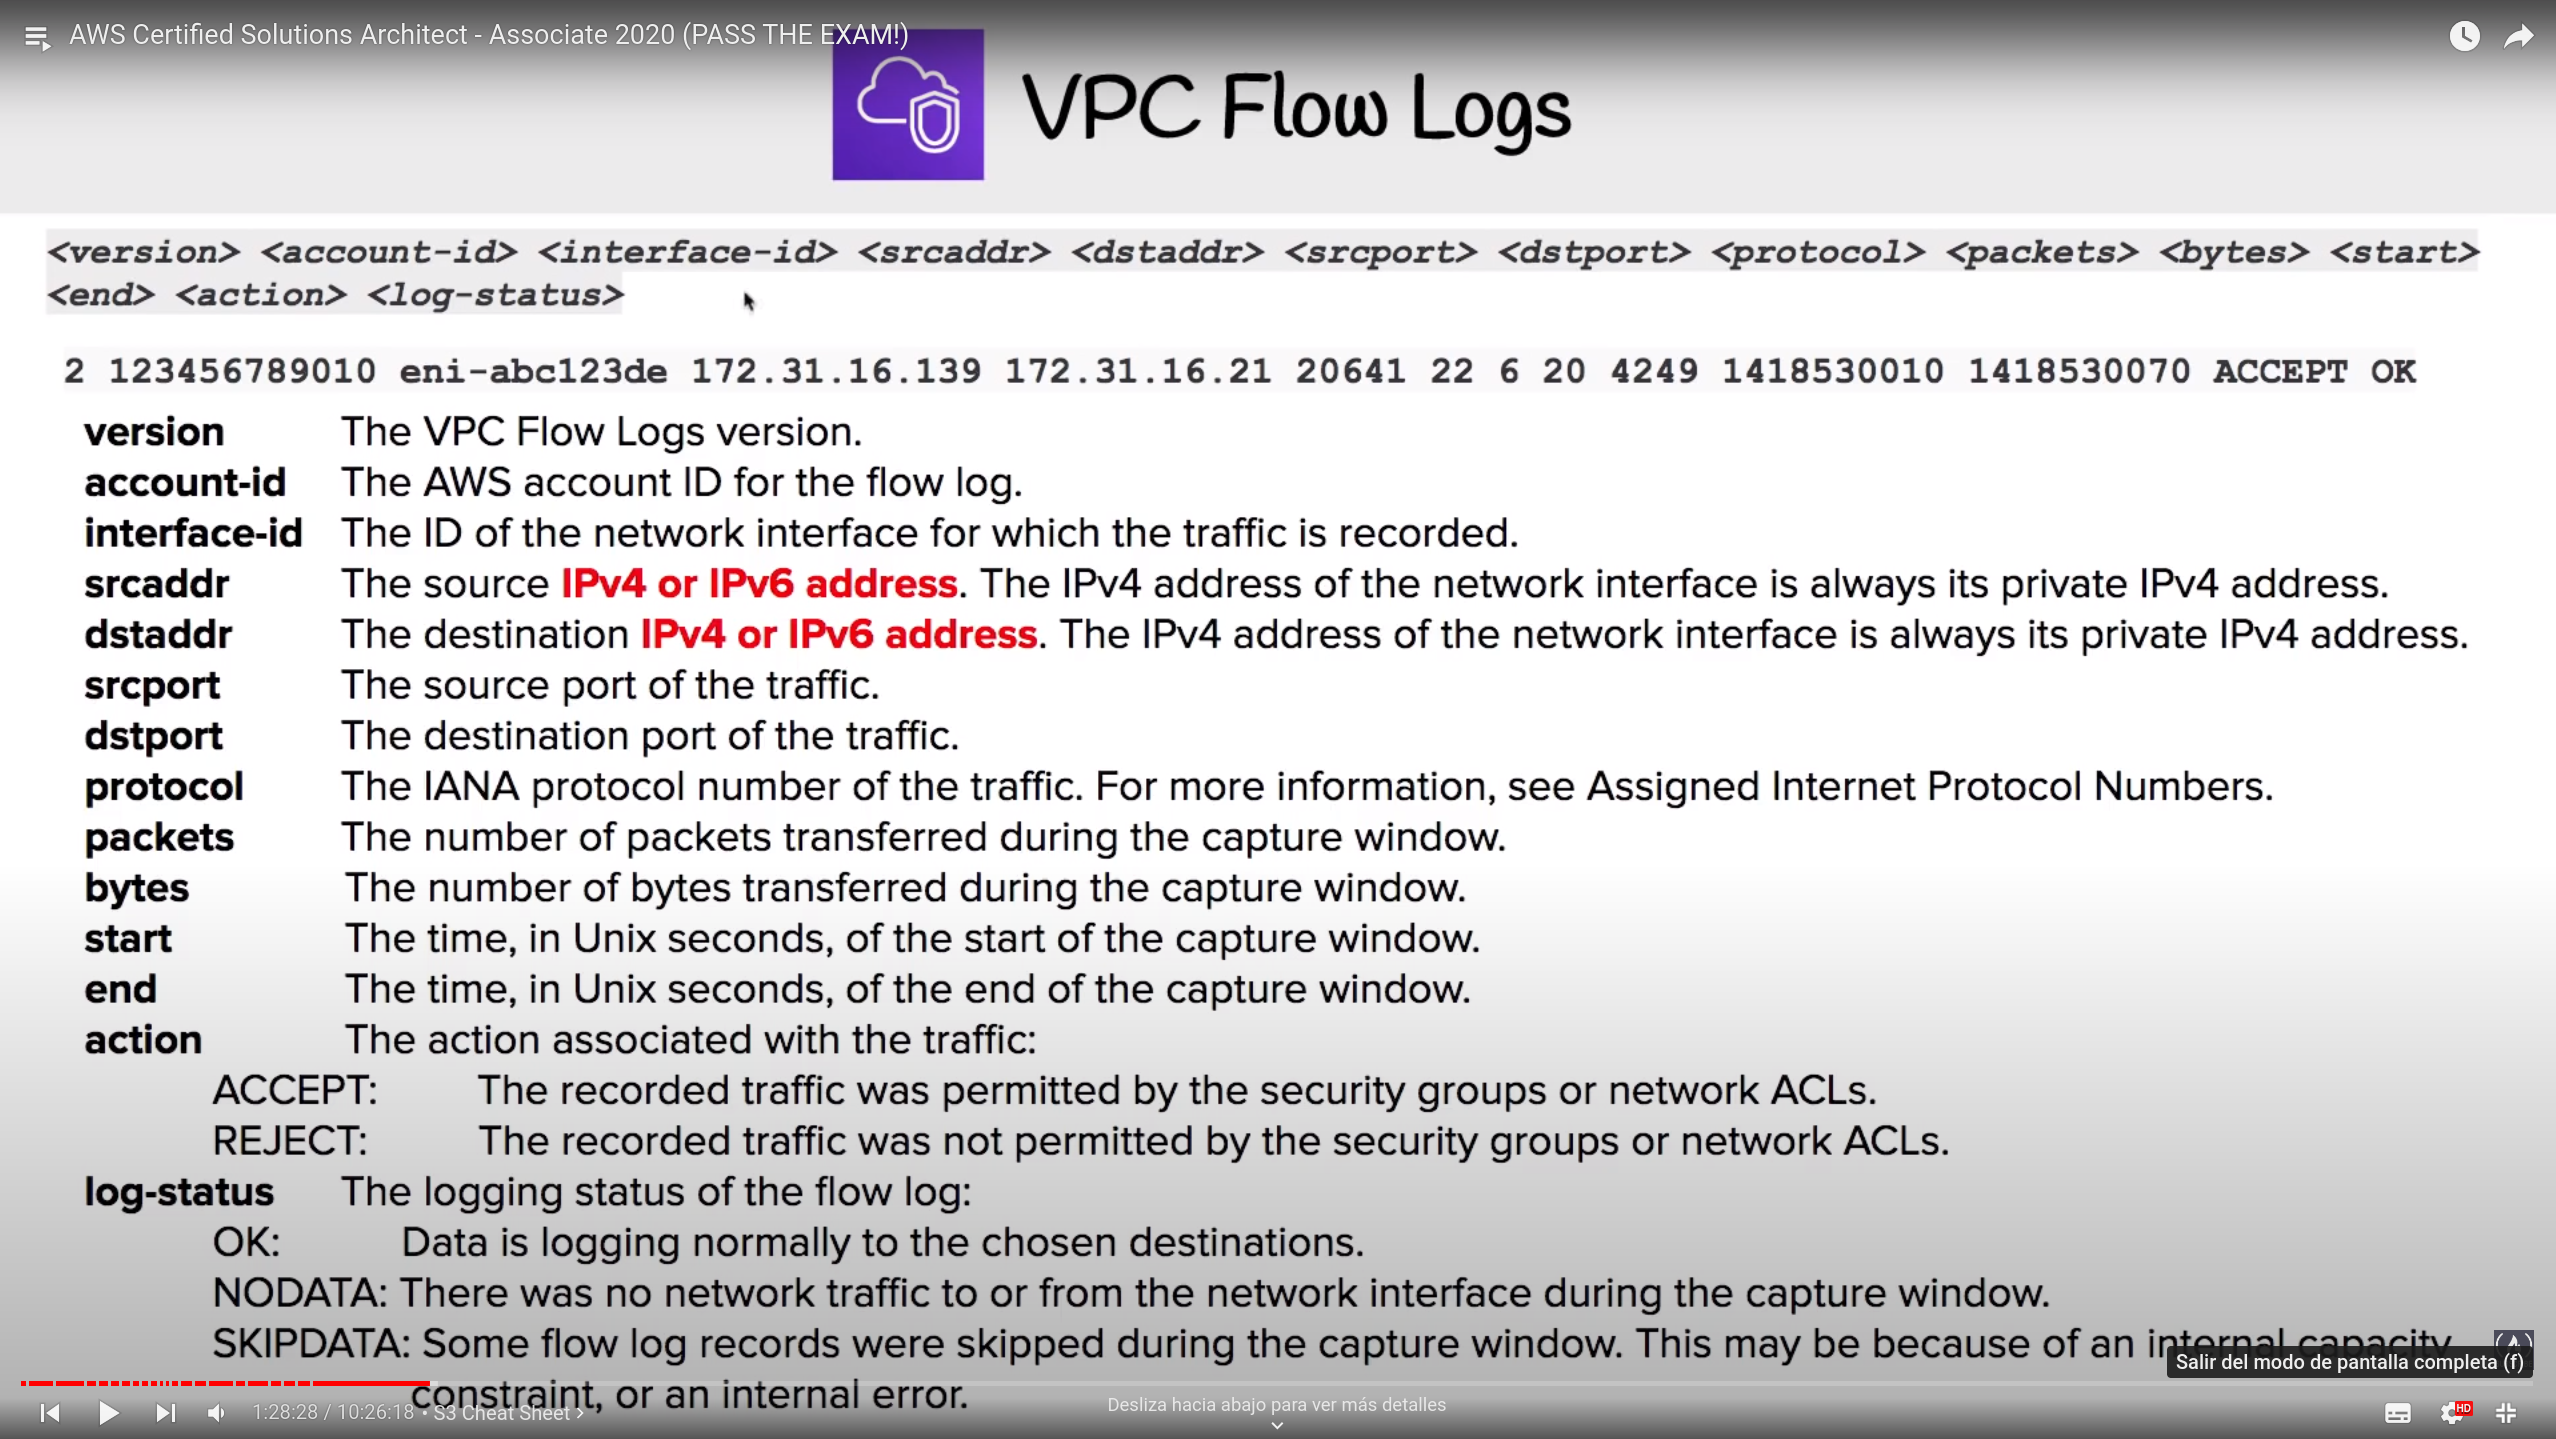 AWS Certified Solutions Architect - Associate 2020 (PASS THE EXAM!)
VPC Flow Logs
<version> <account-id> <interface-id> <srcaddr> <dstaddr> <srcport> <dstport> <protocol> <packets> <bytes> <start>
<end> <action> <log-status>
2 123456789010 eni-abc123de 172.31.16.139 172.31.16.21 20641 22 6 20 4249 1418530010 1418530070 ACCEPT OK
version The VPC Flow Logs version.
account-id The AWS account ID for the flow log.
interface-id The ID of the network interface for which the traffic is recorded.
srcaddr The source IPv4 or IPv6 address. The IPv4 address of the network interface is always its private IPv4 address.
dstaddr The destination IPv4 or IPv6 address. The IPv4 address of the network interface is always its private IPv4 address.
srcport The source port of the traffic.
dstport The destination port of the traffic.
protocol The IANA protocol number of the traffic. For more information, see Assigned Internet Protocol Numbers.
packets The number of packets transferred during the capture window.
bytes The number of bytes transferred during the capture window.
start The time, in Unix seconds, of the start of the capture window.
end The time, in Unix seconds, of the end of the capture window.
action The action associated with the traffic:
ACCEPT: The recorded traffic was permitted by the security groups or network ACLs.
REJECT: The recorded traffic was not permitted by the security groups or network ACLs.
log-status The logging status of the flow log:
OK: Data is logging normally to the chosen destinations.
NODATA: There was no network traffic to or from the network interface during the capture window.
SKIPDATA: Some flow log records were skipped during the capture window. This may be because of an internal capacity
Salir del modo de pantalla completa (f)
constraint, or an internal error.
1:28:28 / 10:26:18 • S3 Cheat Sheet >
Desliza hacia abajo para ver más detalles
HD